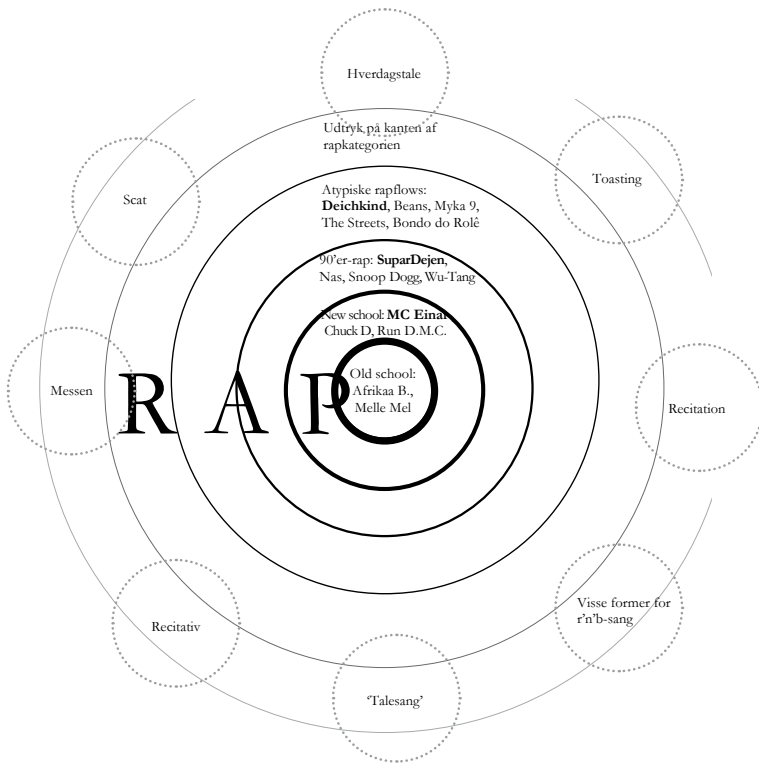 Hverdagstale
Udtryk på kanten af
rapkategorien
Toasting
Scat
Atypiske rapflows:
Deichkind, Beans, Myka 9,
The Streets, Bondo do Rolê
90'er-rap: SuparDejen,
Nas, Snoop Dogg, Wu-Tang
New school: MC Einar
Chuck D, Run D.M.C.
Old school:
Afrikaa B.,
Melle Mel
Messen
R A P
Recitation
Visse former for
r'n'b-sang
Recitativ
'Talesang'